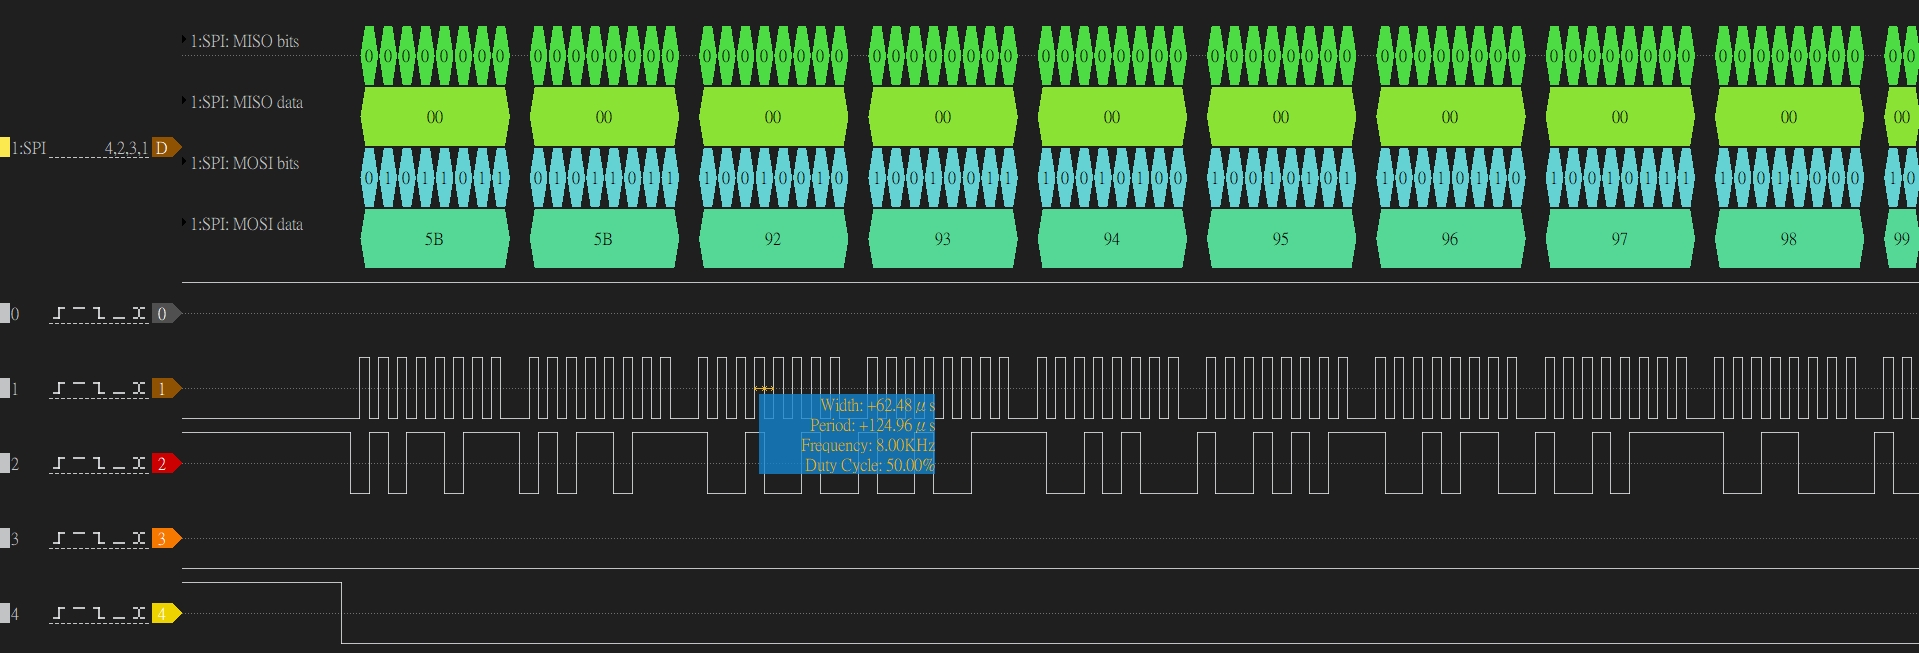 1:SPI: MISO bits
0 0 0 0 0 0 0 0 0 0 0 0 0 0 0 0 0 0 0 0 0 0 0 0 0 0 0 0 0 0 0 0 0 0 0 0 0 0 0 0 0 0 0 0 0 0 0 0 0 0 0 0 0 0 0 0 0 0 0 0 0 0 0 0 0 0 0 0 0 0 0 0 0 0
1:SPI: MISO data
00 00 00 00 00 00 00 00 00 00
1:SPI 4,2,3,1 D
1:SPI: MOSI bits
0 1 0 1 1 0 1 1 0 1 0 1 1 0 1 1 1 0 0 1 0 0 1 0 1 0 0 1 0 0 1 1 1 0 0 1 0 1 0 0 1 0 0 1 0 1 0 1 1 0 0 1 0 1 1 0 1 0 0 1 0 1 1 1 1 0 0 1 1 0 0 0 1 0
1:SPI: MOSI data
5B 5B 92 93 94 95 96 97 98 99
0 0
1 1
Width: +62.48 μs
Period: +124.96 μs
Frequency: 8.00KHz
Duty Cycle: 50.00%
2 2
3 3
4 4